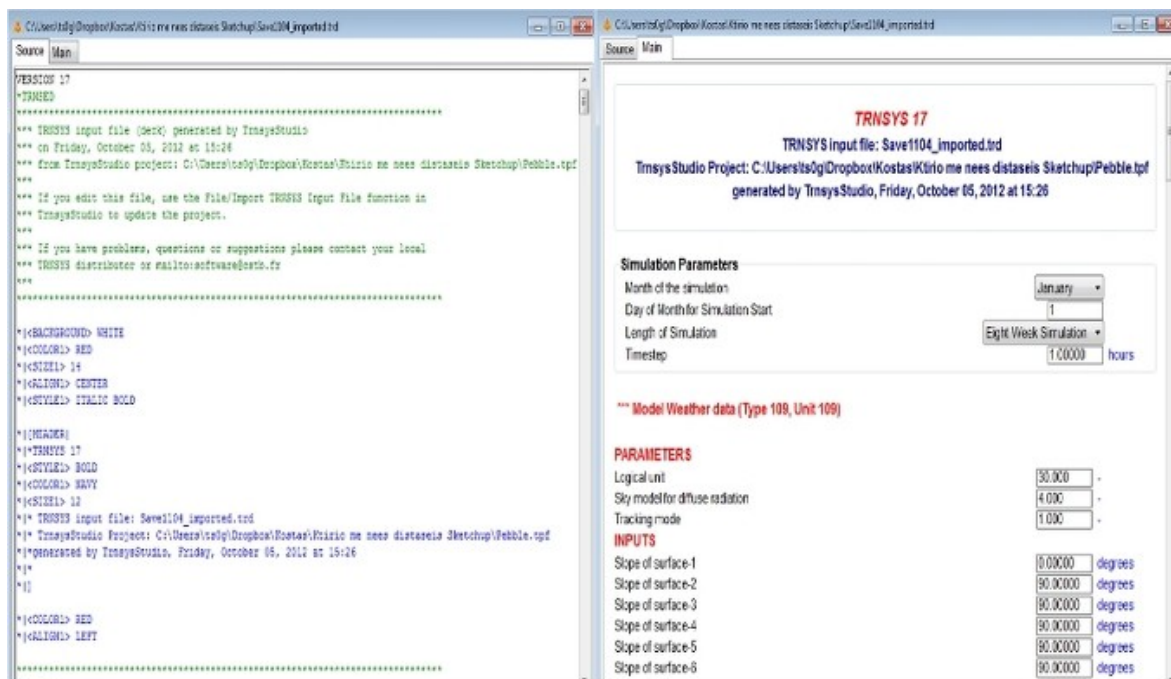 C:\Users\ts0g\Dropbox\Kostas\Ktirio me nees distaseis Sketchup\Save1104_imported.trd
Source Main
VERSION 17
*TRNSED
*******************************************************************************
*** TRNSYS input file (deck) generated by TrnsysStudio
*** on Friday, October 05, 2012 at 15:26
*** from TrnsysStudio project: C:\Users\ts0g\Dropbox\Kostas\Ktirio me nees distaseis Sketchup\Pebble.tpf
***
*** If you edit this file, use the File/Import TRNSYS Input File function in
*** TrnsysStudio to update the project.
***
*** If you have problems, questions or suggestions please contact your local
*** TRNSYS distributor or mailto:software@cstb.fr
***
*******************************************************************************
*|<BACKGROUND> WHITE
*|<COLOR1> RED
*|<SIZE1> 14
*|<ALIGN1> CENTER
*|<STYLE1> ITALIC BOLD
*|[HEADER|
*|*TRNSYS 17
*|<STYLE1> BOLD
*|<COLOR1> NAVY
*|<SIZE1> 12
*|* TRNSYS input file: Save1104_imported.trd
*|* TrnsysStudio Project: C:\Users\ts0g\Dropbox\Kostas\Ktirio me nees distaseis Sketchup\Pebble.tpf
*|*generated by TrnsysStudio, Friday, October 05, 2012 at 15:26
*|*
*|]
*|<COLOR1> RED
*|<ALIGN1> LEFT
*******************************************************************************
C:\Users\ts0g\Dropbox\Kostas\Ktirio me nees distaseis Sketchup\Save1104_imported.trd
Source Main
TRNSYS 17
TRNSYS input file: Save1104_imported.trd
TrnsysStudio Project: C:\Users\ts0g\Dropbox\Kostas\Ktirio me nees distaseis Sketchup\Pebble.tpf
generated by TrnsysStudio, Friday, October 05, 2012 at 15:26
Simulation Parameters
Month of the simulation January
Day of Month for Simulation Start 1
Length of Simulation Eight Week Simulation
Timestep 1.00000 hours
*** Model Weather data (Type 109, Unit 109)
PARAMETERS
Logical unit 30.000 -
Sky model for diffuse radiation 4.000 -
Tracking mode 1.000 -
INPUTS
Slope of surface-1 0.00000 degrees
Slope of surface-2 90.00000 degrees
Slope of surface-3 90.00000 degrees
Slope of surface-4 90.00000 degrees
Slope of surface-5 90.00000 degrees
Slope of surface-6 90.00000 degrees